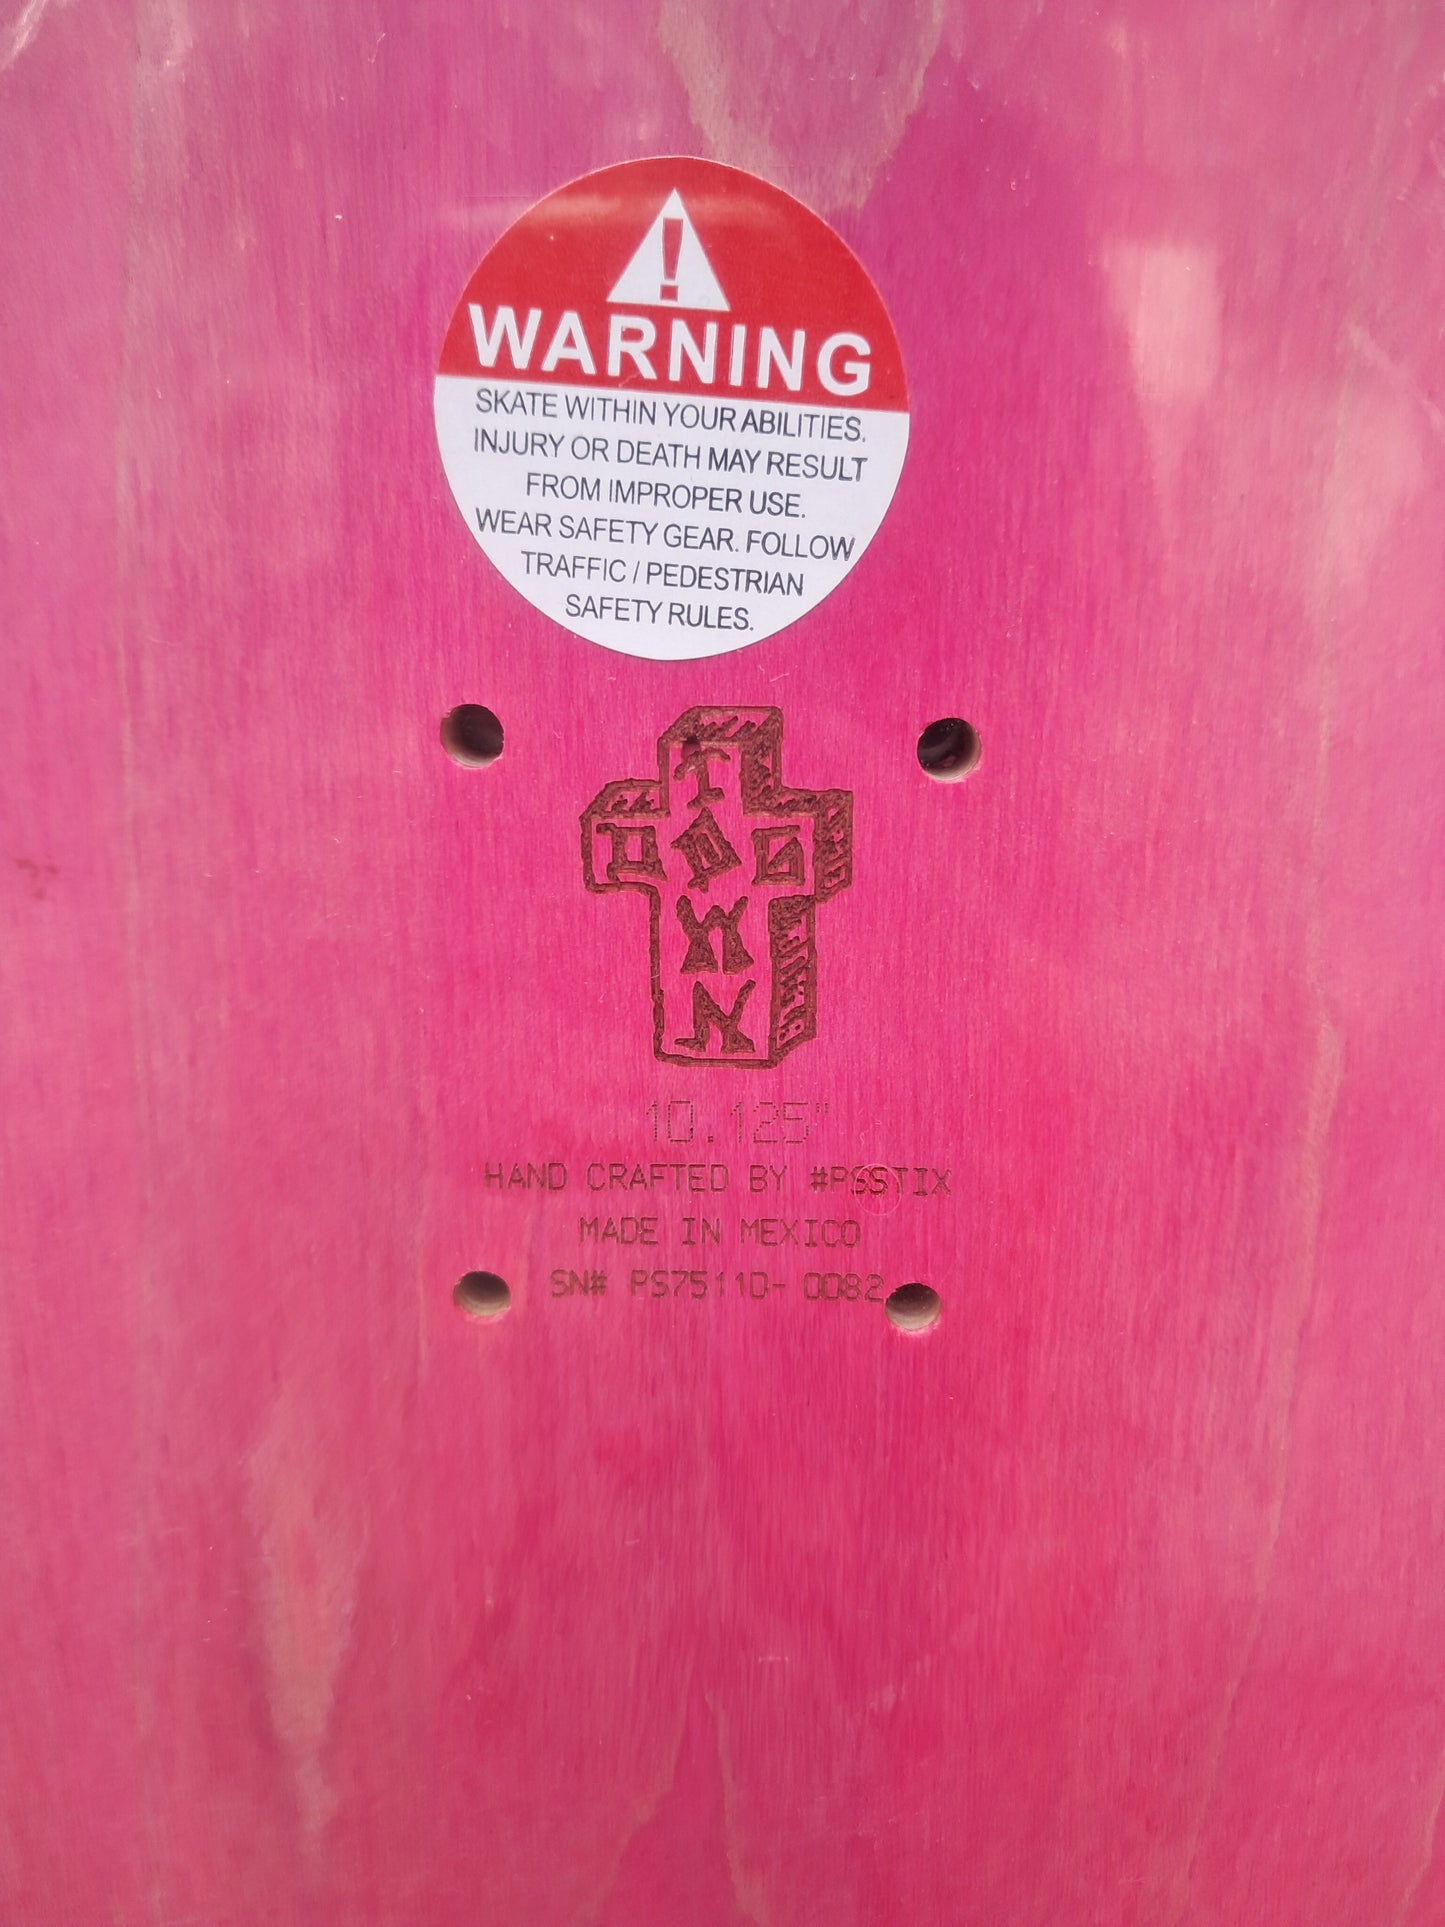 !
WARNING
SKATE WITHIN YOUR ABILITIES.
INJURY OR DEATH MAY RESULT
FROM IMPROPER USE.
WEAR SAFETY GEAR. FOLLOW
TRAFFIC / PEDESTRIAN
SAFETY RULES.
T
DOG
W
N
10.125"
HAND CRAFTED BY #PSSTIX
MADE IN MEXICO
SN# PS75110- 0082